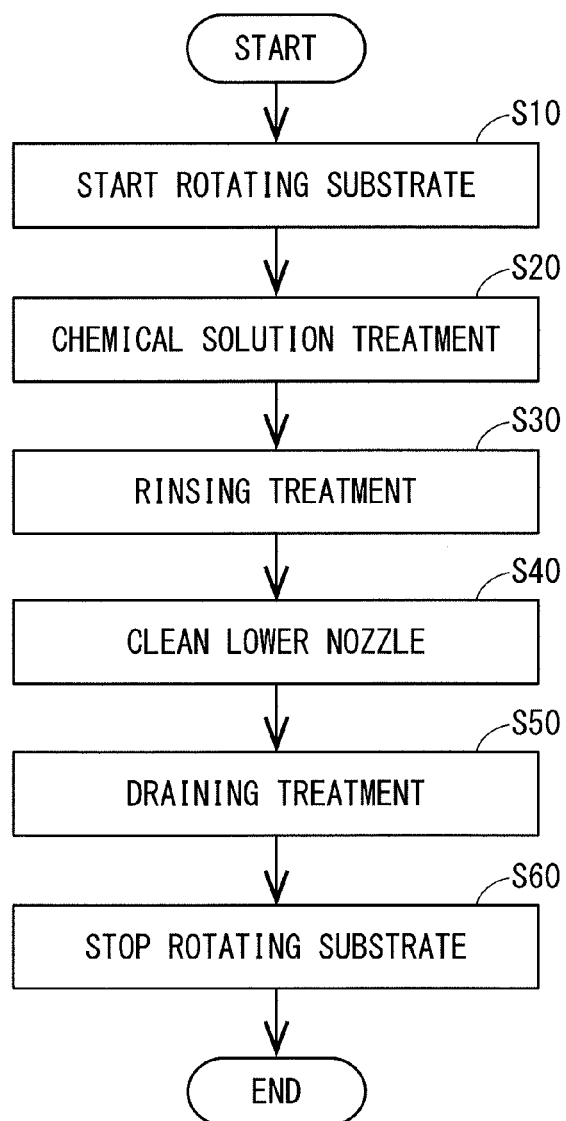 START
S10
START ROTATING SUBSTRATE
S20
CHEMICAL SOLUTION TREATMENT
S30
RINSING TREATMENT
S40
CLEAN LOWER NOZZLE
S50
DRAINING TREATMENT
S60
STOP ROTATING SUBSTRATE
END